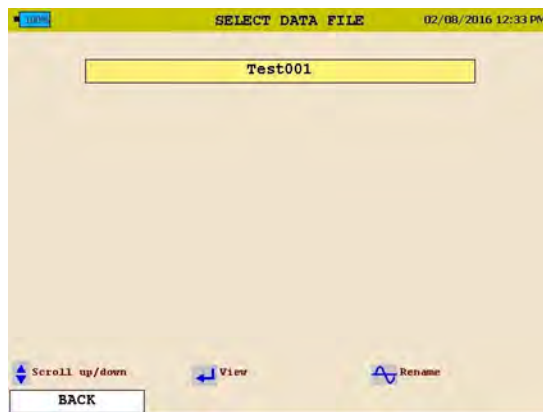 100% SELECT DATA FILE 02/08/2016 12:33 PM
Test001
Scroll up/down View Rename
BACK